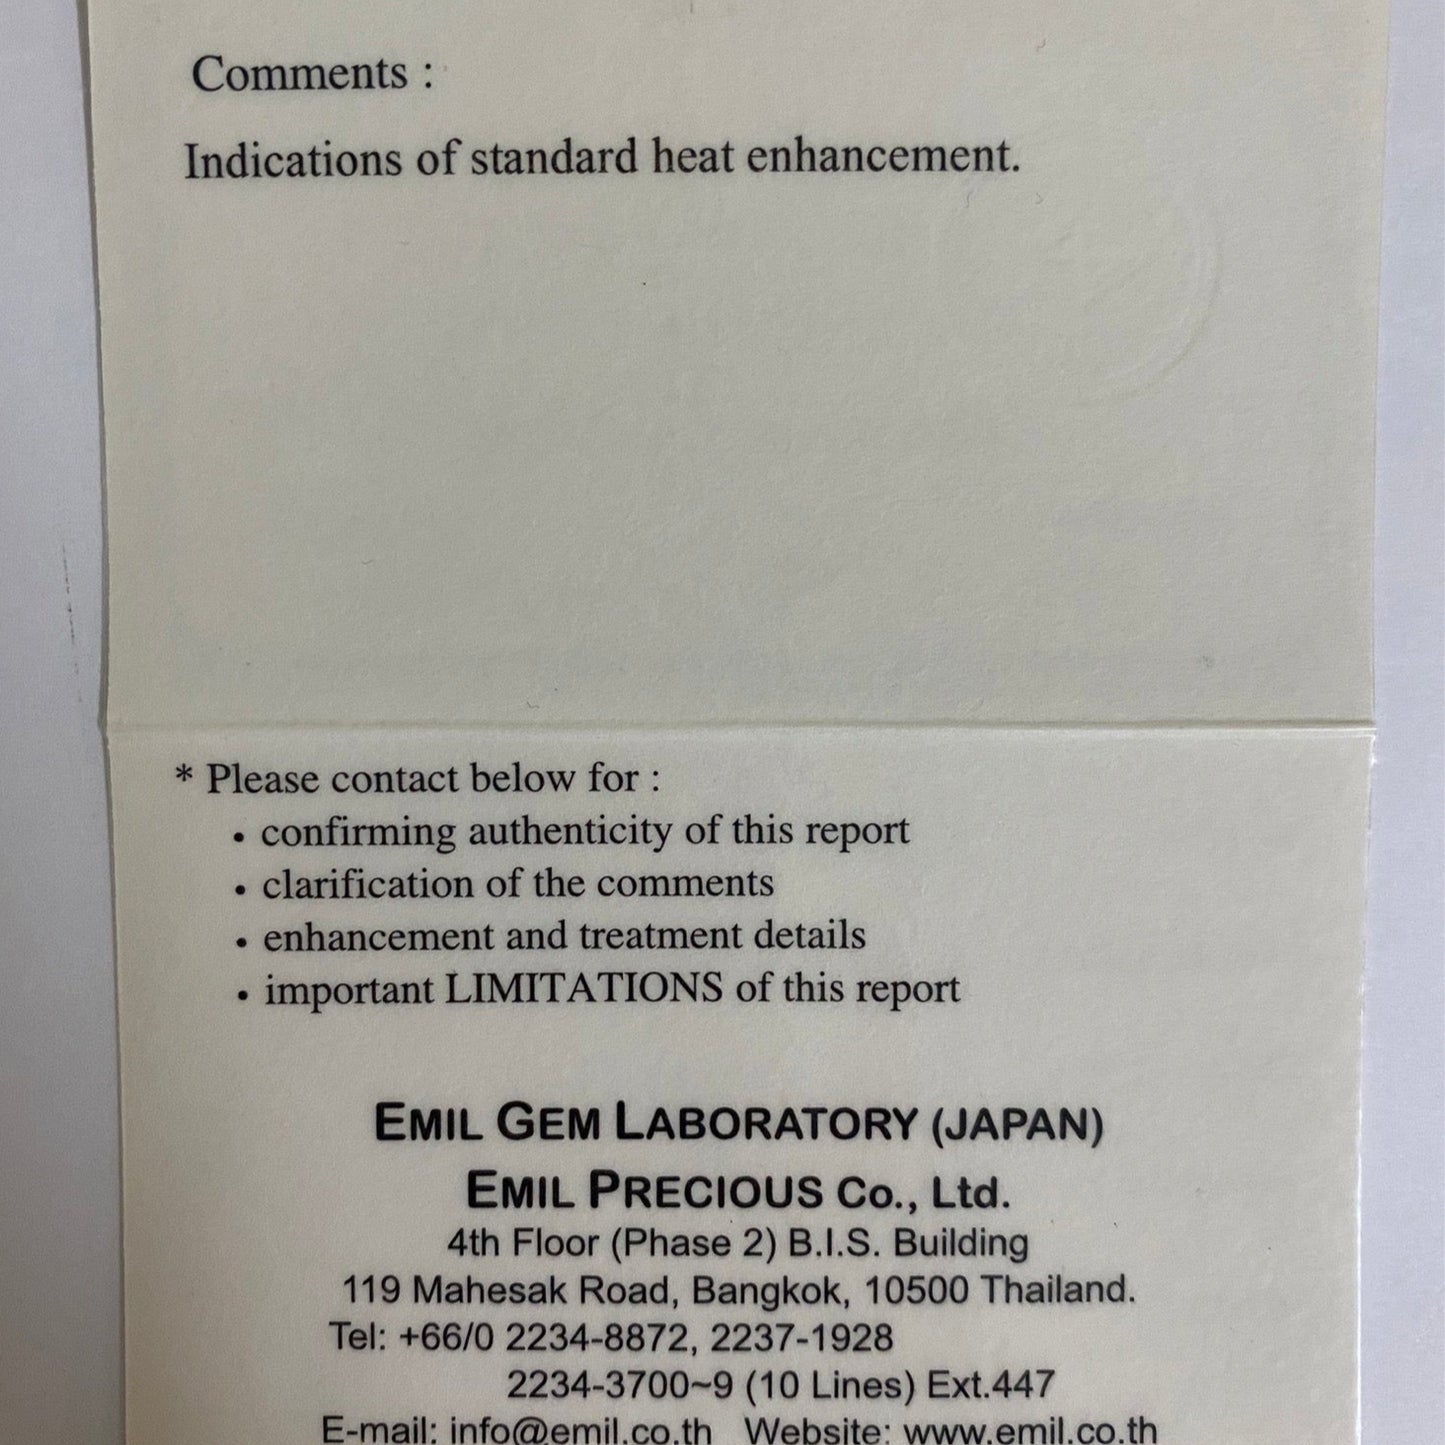 Comments :
Indications of standard heat enhancement.
* Please contact below for :
• confirming authenticity of this report
• clarification of the comments
• enhancement and treatment details
• important LIMITATIONS of this report
EMIL GEM LABORATORY (JAPAN)
EMIL PRECIOUS Co., Ltd.
4th Floor (Phase 2) B.I.S. Building
119 Mahesak Road, Bangkok, 10500 Thailand.
Tel: +66/0 2234-8872, 2237-1928
2234-3700~9 (10 Lines) Ext.447
E-mail: info@emil.co.th Website: www.emil.co.th